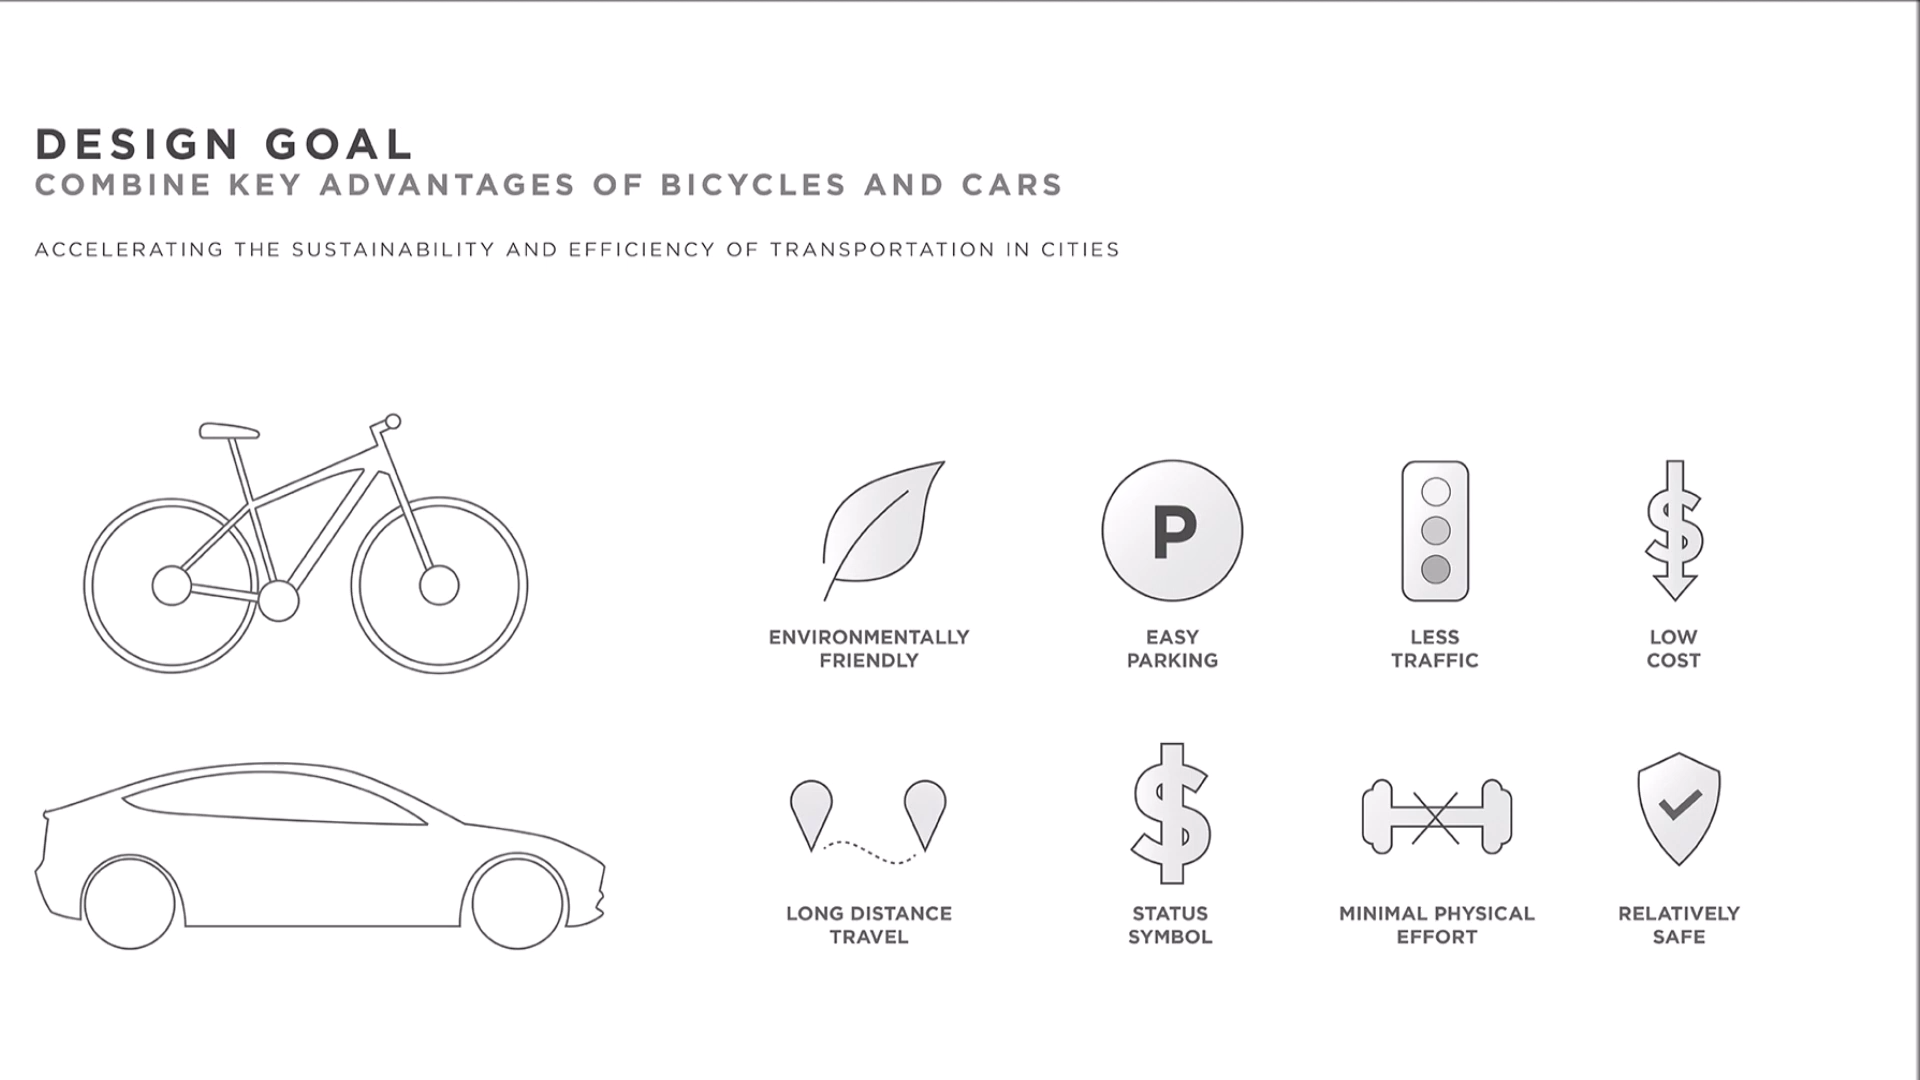 DESIGN GOAL
COMBINE KEY ADVANTAGES OF BICYCLES AND CARS
ACCELERATING THE SUSTAINABILITY AND EFFICIENCY OF TRANSPORTATION IN CITIES
P
$
ENVIRONMENTALLY
FRIENDLY
EASY
PARKING
LESS
TRAFFIC
LOW
COST
$
LONG DISTANCE
TRAVEL
STATUS
SYMBOL
MINIMAL PHYSICAL
EFFORT
RELATIVELY
SAFE